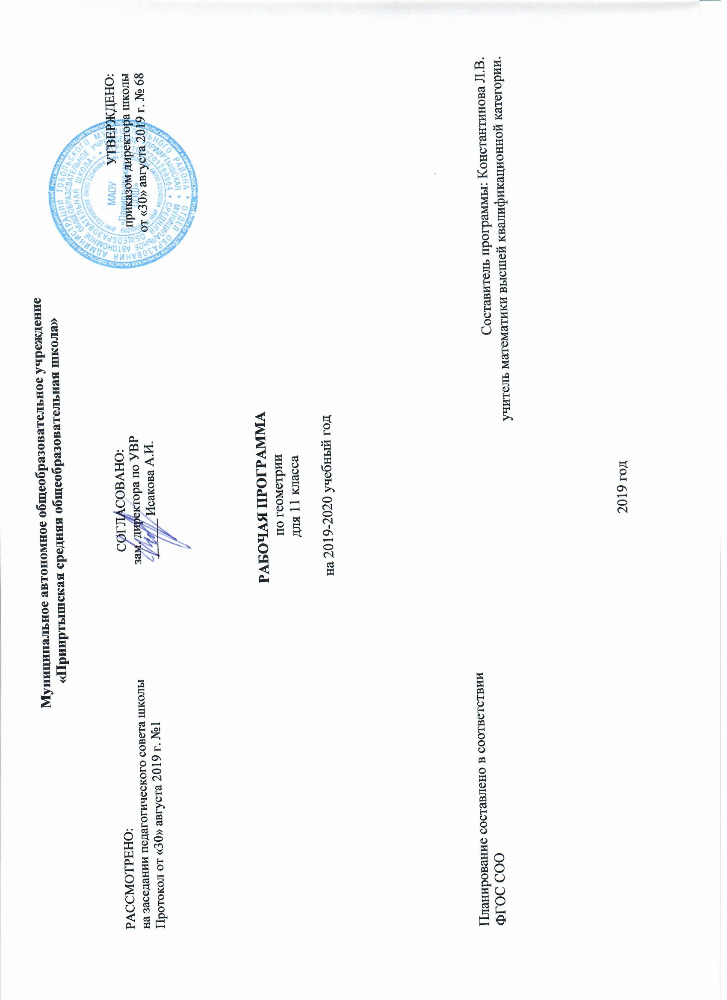 Муниципальное автономное общеобразовательное учреждение
«Прииртышская средняя общеобразовательная школа»
РАССМОТРЕНО:
на заседании педагогического совета школы
Протокол от «30» августа 2019 г. №1
СОГЛАСОВАНО:
зам. директора по УВР
Исакова А.И.
УТВЕРЖДЕНО:
приказом директора школы
от «30» августа 2019 г. № 68
МАОУ
«Прииртышская
СОШ»
РАБОЧАЯ ПРОГРАММА
по геометрии
для 11 класса
на 2019-2020 учебный год
Планирование составлено в соответствии
ФГОС СОО
Составитель программы: Константинова Л.В.
учитель математики высшей квалификационной категории.
2019 год